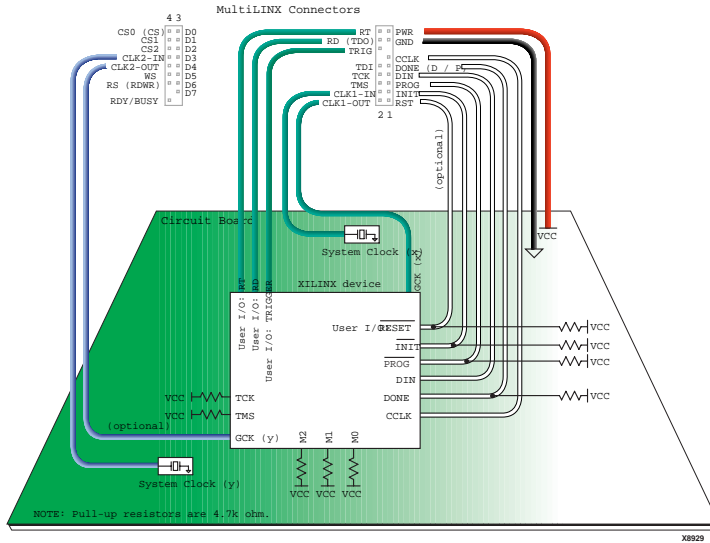 MultiLINX Connectors
4 3
CS0 (CS) D0
CS1 D1
CS2 D2
CLK2-IN D3
CLK2-OUT D4
WS D5
RS (RDWR) D6
D7
RDY/BUSY
RT PWR
RD (TDO) GND
TRIG
CCLK
TDI DONE (D / P)
TCK DIN
TMS PROG
CLK1-IN INIT
CLK1-OUT RST
2 1
(optional)
VCC
Circuit Board
System Clock (x)
GCK (x)
XILINX device
User I/O: RT
User I/O: RD
User I/O: TRIGGER
User I/O
RESET
VCC
INIT
VCC
PROG
VCC
DIN
DONE
VCC
CCLK
VCC TCK
VCC TMS
(optional)
GCK (y)
M2
M1
M0
VCC VCC VCC
System Clock (y)
NOTE: Pull-up resistors are 4.7k ohm.
X8929